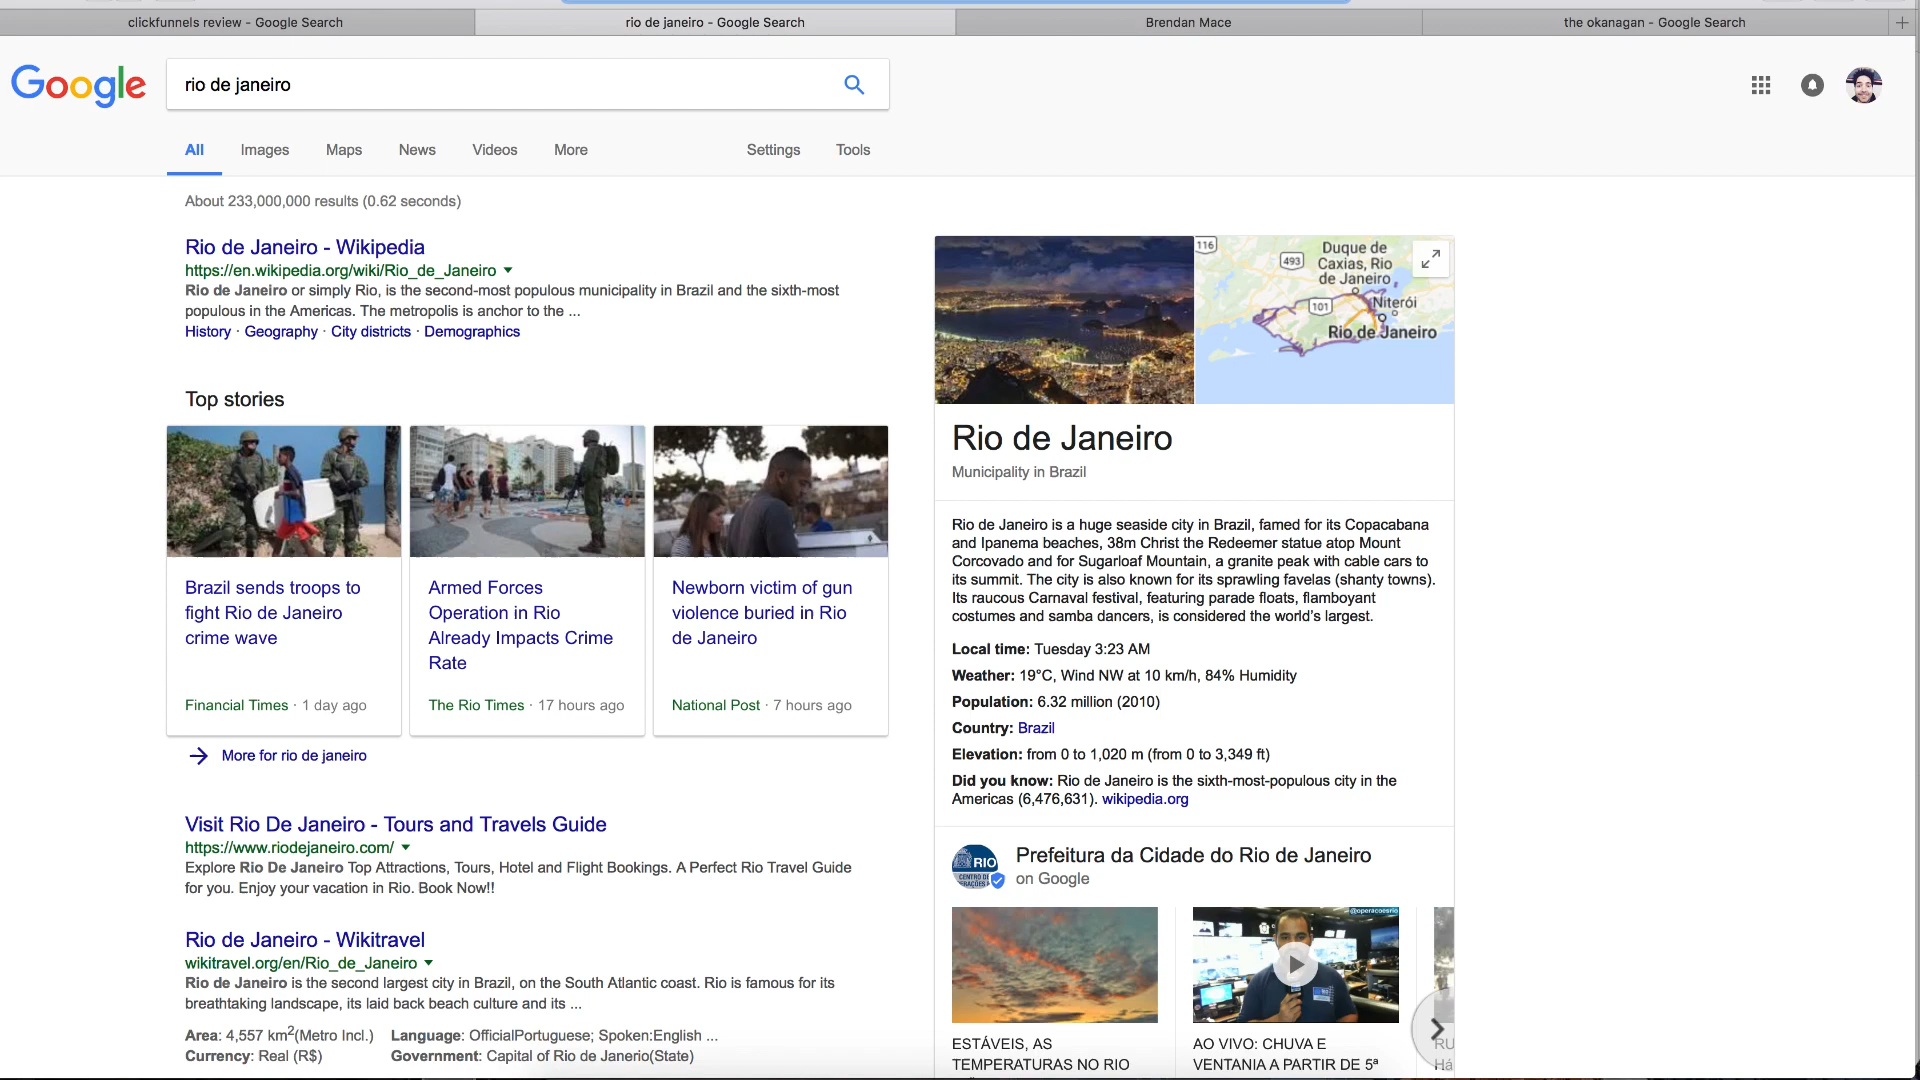 clickfunnels review - Google Search
rio de janeiro - Google Search
Brendan Mace
the okanagan - Google Search
Google
rio de janeiro
All
Images
Maps
News
Videos
More
Settings
Tools
About 233,000,000 results (0.62 seconds)
Rio de Janeiro - Wikipedia
https://en.wikipedia.org/wiki/Rio_de_Janeiro
Rio de Janeiro or simply Rio, is the second-most populous municipality in Brazil and the sixth-most
populous in the Americas. The metropolis is anchor to the ...
History · Geography · City districts · Demographics
Top stories
Brazil sends troops to
fight Rio de Janeiro
crime wave
Financial Times · 1 day ago
Armed Forces
Operation in Rio
Already Impacts Crime
Rate
The Rio Times · 17 hours ago
Newborn victim of gun
violence buried in Rio
de Janeiro
National Post · 7 hours ago
More for rio de janeiro
Visit Rio De Janeiro - Tours and Travels Guide
https://www.riodejaneiro.com/
Explore Rio De Janeiro Top Attractions, Tours, Hotel and Flight Bookings. A Perfect Rio Travel Guide
for you. Enjoy your vacation in Rio. Book Now!!
Rio de Janeiro - Wikitravel
wikitravel.org/en/Rio_de_Janeiro
Rio de Janeiro is the second largest city in Brazil, on the South Atlantic coast. Rio is famous for its
breathtaking landscape, its laid back beach culture and its ...
Area: 4,557 km2(Metro Incl.) Language: OfficialPortuguese; Spoken:English ...
Currency: Real (R$) Government: Capital of Rio de Janerio(State)
116
493
101
Duque de
Caxias, Rio
de Janeiro
Niterói
Rio de Janeiro
Rio de Janeiro
Municipality in Brazil
Rio de Janeiro is a huge seaside city in Brazil, famed for its Copacabana
and Ipanema beaches, 38m Christ the Redeemer statue atop Mount
Corcovado and for Sugarloaf Mountain, a granite peak with cable cars to
its summit. The city is also known for its sprawling favelas (shanty towns).
Its raucous Carnaval festival, featuring parade floats, flamboyant
costumes and samba dancers, is considered the world's largest.
Local time: Tuesday 3:23 AM
Weather: 19°C, Wind NW at 10 km/h, 84% Humidity
Population: 6.32 million (2010)
Country: Brazil
Elevation: from 0 to 1,020 m (from 0 to 3,349 ft)
Did you know: Rio de Janeiro is the sixth-most-populous city in the
Americas (6,476,631). wikipedia.org
RIO
CENTRO DE
Prefeitura da Cidade do Rio de Janeiro
on Google
@operacoesrio
ESTÁVEIS, AS
TEMPERATURAS NO RIO
AO VIVO: CHUVA E
VENTANIA A PARTIR DE 5ª
RU
Há